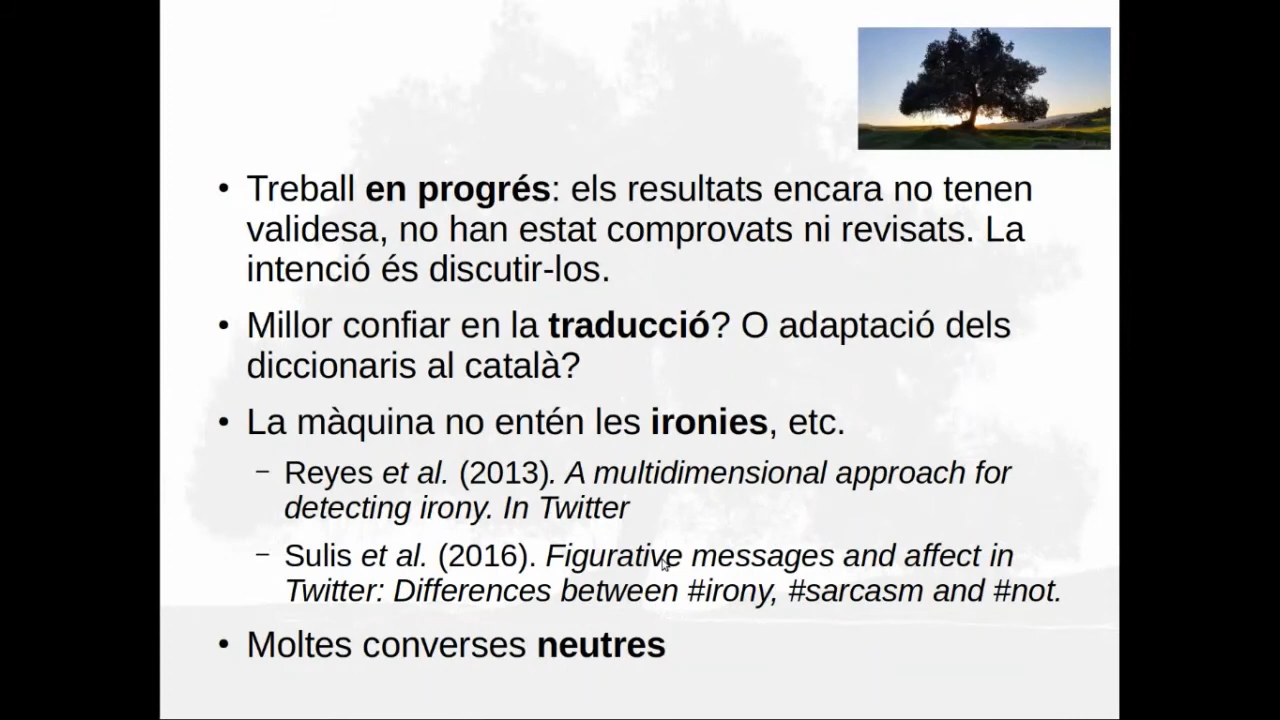 • Treball en progrés: els resultats encara no tenen
validesa, no han estat comprovats ni revisats. La
intenció és discutir-los.
• Millor confiar en la traducció? O adaptació dels
diccionaris al català?
• La màquina no entén les ironies, etc.
– Reyes et al. (2013). A multidimensional approach for
detecting irony. In Twitter
– Sulis et al. (2016). Figurative messages and affect in
Twitter: Differences between #irony, #sarcasm and #not.
• Moltes converses neutres